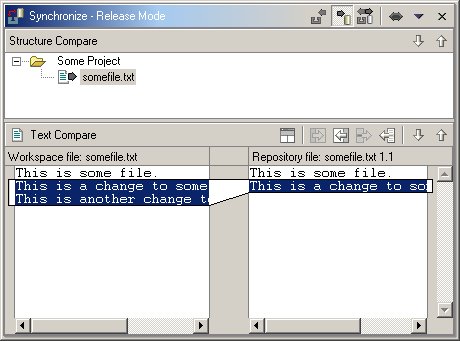 Synchronize - Release Mode
Structure Compare
Some Project
somefile.txt
Text Compare
Workspace file: somefile.txt
Repository file: somefile.txt 1.1
This is some file.
This is a change to some
This is another change t
This is some file.
This is a change to so